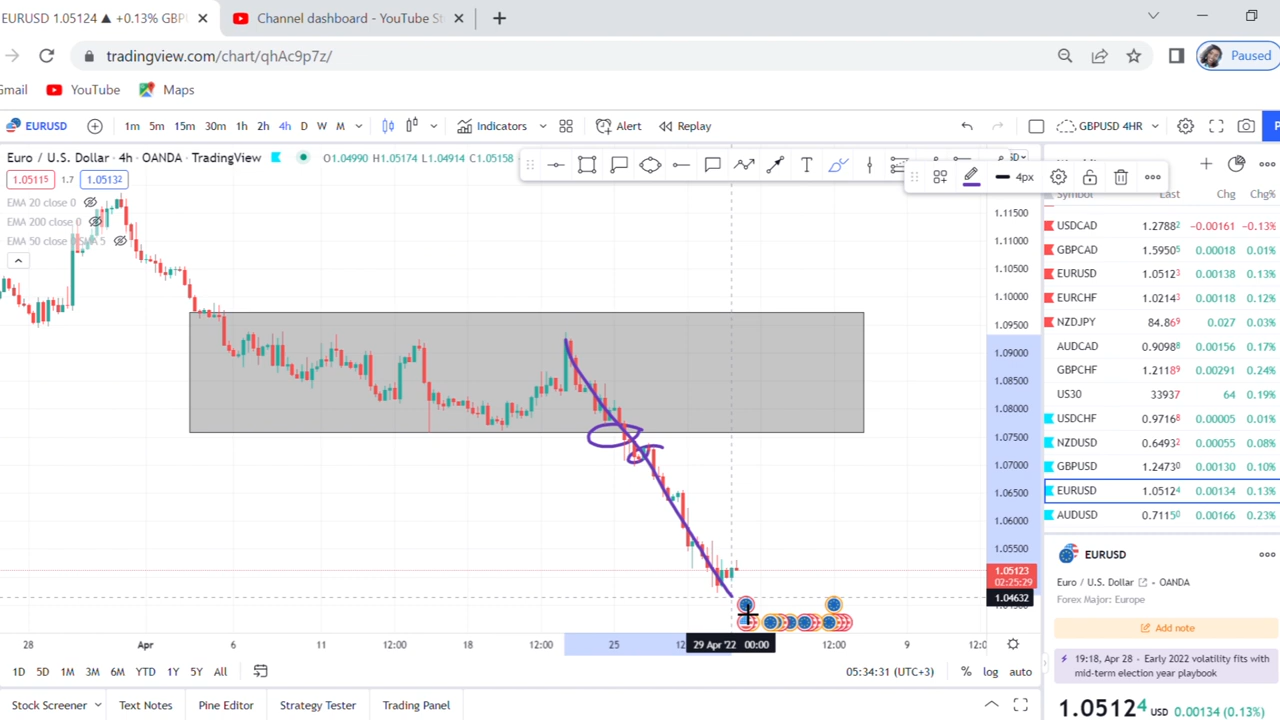 EURUSD 1.05124 ▲ +0.13% GBP
Channel dashboard - YouTube St
tradingview.com/chart/qhAc9p7z/
Paused
Gmail YouTube Maps
EURUSD 1m 5m 15m 30m 1h 2h 4h D W M Indicators Alert Replay GBPUSD 4HR P
Euro / U.S. Dollar · 4h · OANDA · TradingView O1.04990 H1.05174 L1.04914 C1.05158
1.05115 1.7 1.05132
4px
EMA 20 close 0
EMA 200 close 0
EMA 50 close 0 SMA 5
1.11500
1.11000
1.10500
1.10000
1.09500
1.09000
1.08500
1.08000
1.07500
1.07000
1.06500
1.06000
1.05500
1.05123
02:25:29
1.04632
28 Apr 6 12:00 11 12:00 18 12:00 25 12 29 Apr '22 00:00 12:00 9 12:0
1D 5D 1M 3M 6M YTD 1Y 5Y All 05:34:31 (UTC+3) % log auto
Stock Screener Text Notes Pine Editor Strategy Tester Trading Panel
Symbol Last Chg Chg%
USDCAD 1.27882 −0.00161 −0.13%
GBPCAD 1.59505 0.00018 0.01%
EURUSD 1.05123 0.00138 0.13%
EURCHF 1.02143 0.00118 0.12%
NZDJPY 84.869 0.027 0.03%
AUDCAD 0.90988 0.00156 0.17%
GBPCHF 1.21189 0.00291 0.24%
US30 33937 64 0.19%
USDCHF 0.97168 0.00005 0.01%
NZDUSD 0.64932 0.00055 0.08%
GBPUSD 1.24730 0.00130 0.10%
EURUSD 1.05124 0.00134 0.13%
AUDUSD 0.71150 0.00166 0.23%
EURUSD
Euro / U.S. Dollar · OANDA
Forex Major: Europe
Add note
19:18, Apr 28 - Early 2022 volatility fits with
mid-term election year playbook
1.05124 USD 0.00134 (0.13%)